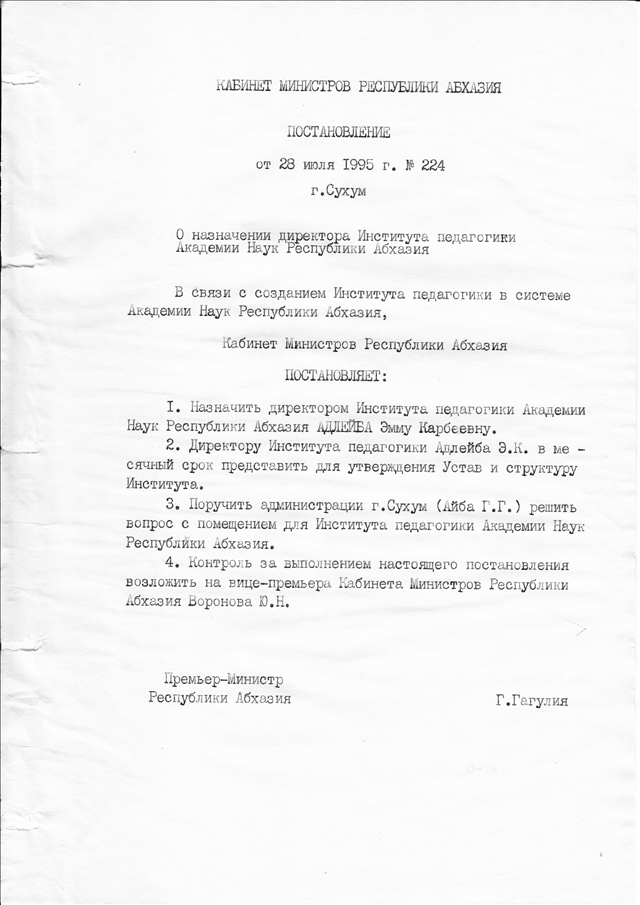 КАБИНЕТ МИНИСТРОВ РЕСПУБЛИКИ АБХАЗИЯ
ПОСТАНОВЛЕНИЕ
от 28 июля 1995 г. № 224
г.Сухум
О назначении директора Института педагогики
Академии Наук Республики Абхазия
В связи с созданием Института педагогики в системе
Академии Наук Республики Абхазия,
Кабинет Министров Республики Абхазия
ПОСТАНОВЛЯЕТ:
1. Назначить директором Института педагогики Академии
Наук Республики Абхазия АДЛЕЙБА Эмму Карбеевну.
2. Директору Института педагогики Адлейба Э.К. в ме -
сячный срок представить для утверждения Устав и структуру
Института.
3. Поручить администрации г.Сухум (Айба Г.Г.) решить
вопрос с помещением для Института педагогики Академии Наук
Республики Абхазия.
4. Контроль за выполнением настоящего постановления
возложить на вице-премьера Кабинета Министров Республики
Абхазия Воронова Ю.Н.
Премьер-Министр
Республики Абхазия Г.Гагулия